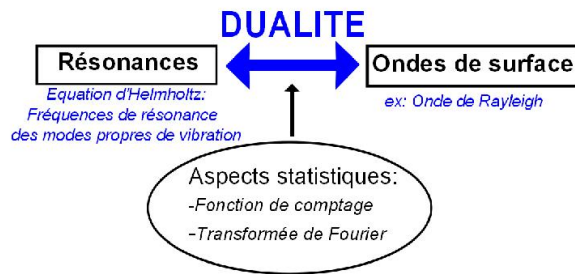 DUALITE
Résonances
Ondes de surface
Equation d'Helmholtz:
Fréquences de résonance
des modes propres de vibration
ex: Onde de Rayleigh
Aspects statistiques:
-Fonction de comptage
-Transformée de Fourier